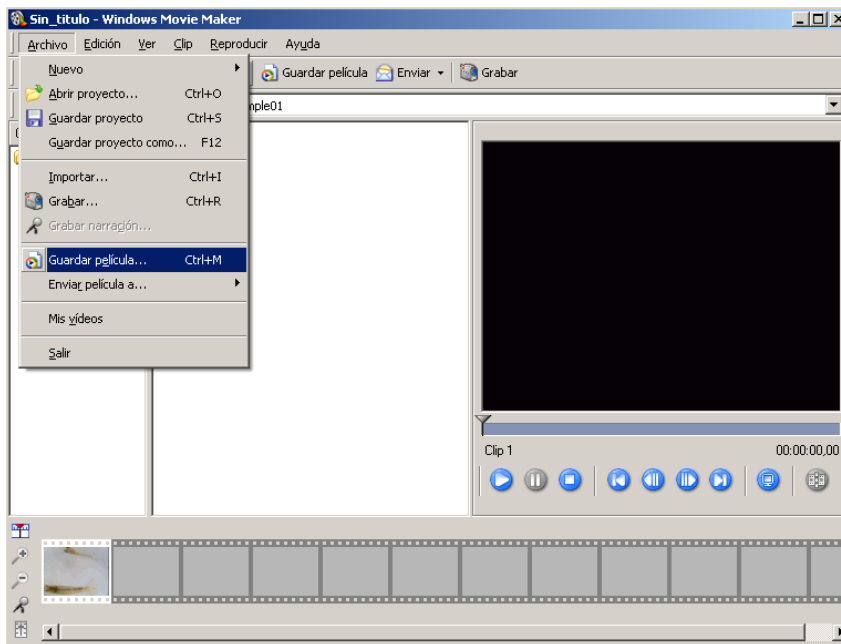 Sin_titulo - Windows Movie Maker
Archivo Edición Ver Clip Reproducir Ayuda
Guardar película Enviar Grabar
Nuevo
Abrir proyecto... Ctrl+O
Guardar proyecto Ctrl+S
Guardar proyecto como... F12
Importar... Ctrl+I
Grabar... Ctrl+R
Grabar narración...
Guardar película... Ctrl+M
Enviar película a...
Mis vídeos
Salir
Clip 1 00:00:00,00